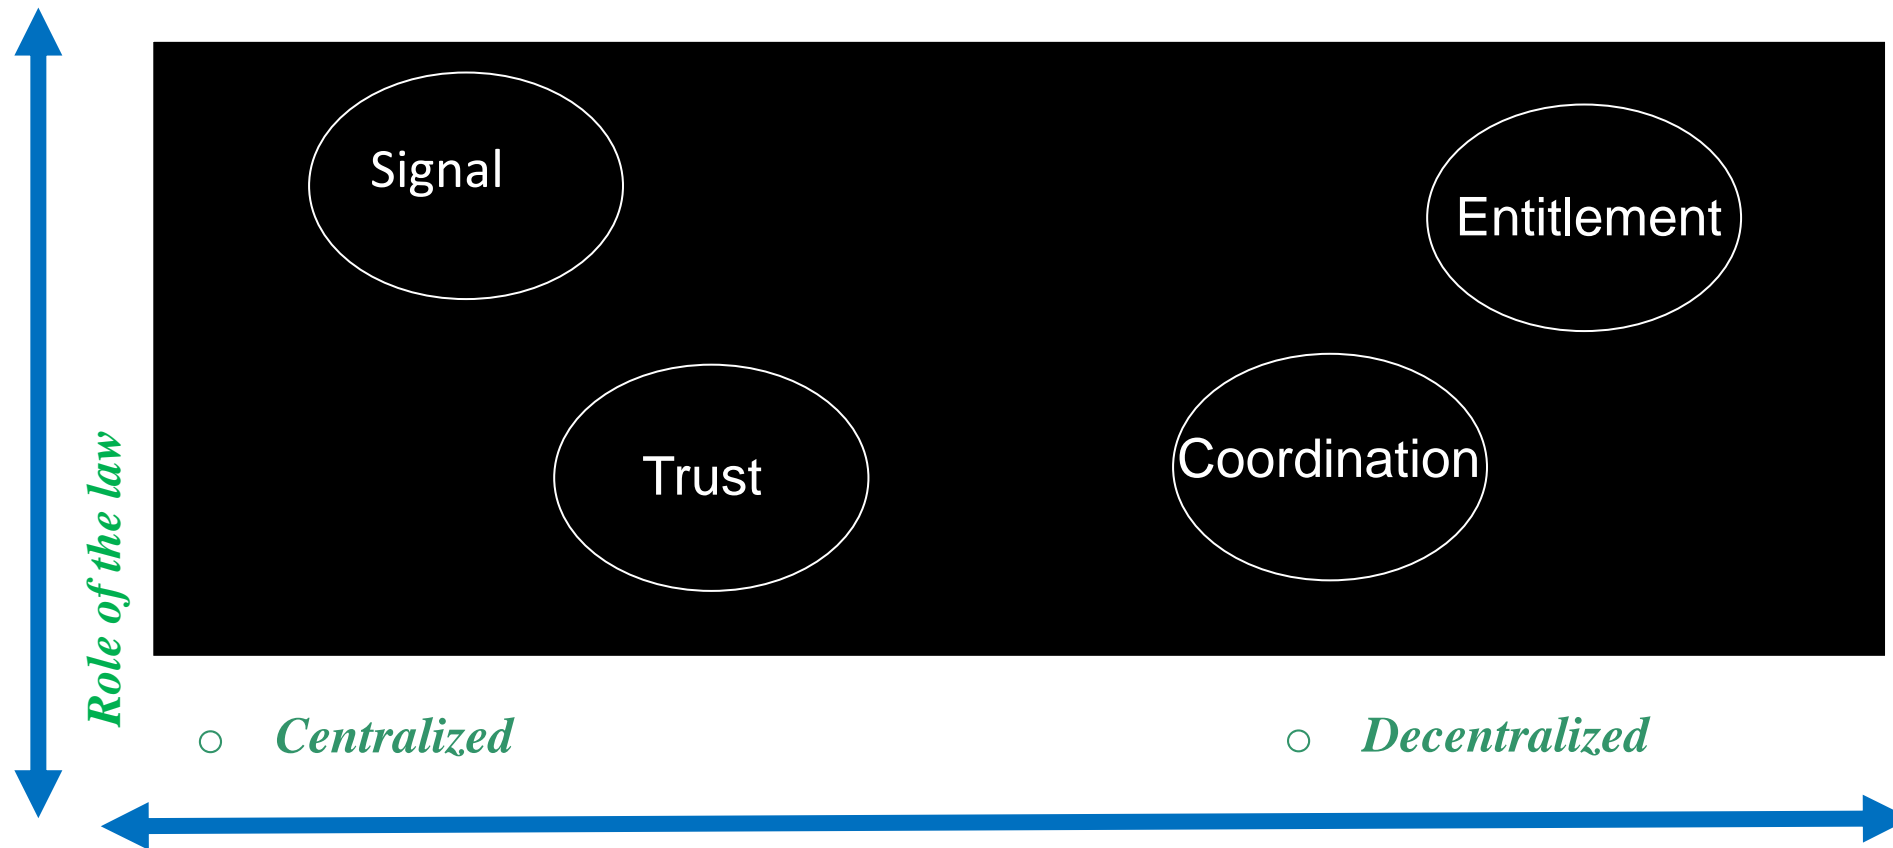 Signal
Entitlement
Trust
Coordination
Role of the law
○ Centralized
○ Decentralized